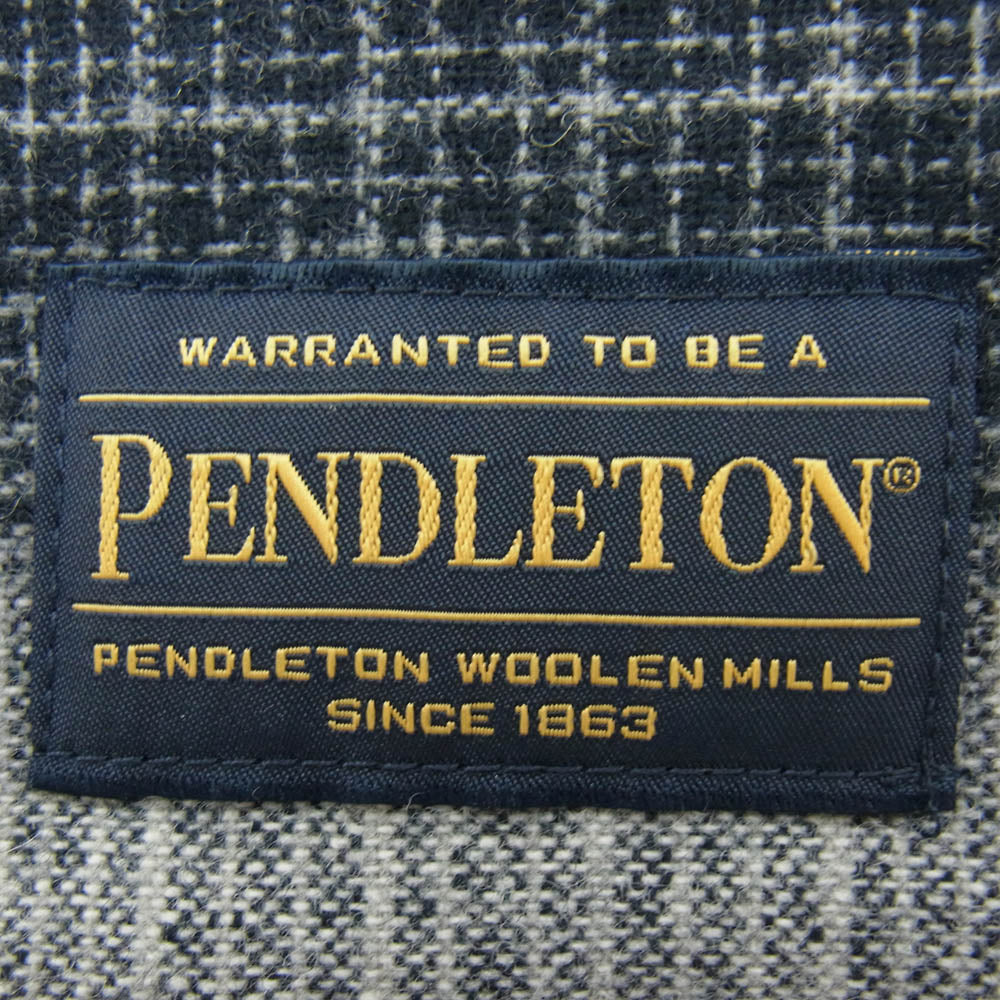 WARRANTED TO BE A
PENDLETON®
PENDLETON WOOLEN MILLS
SINCE 1863